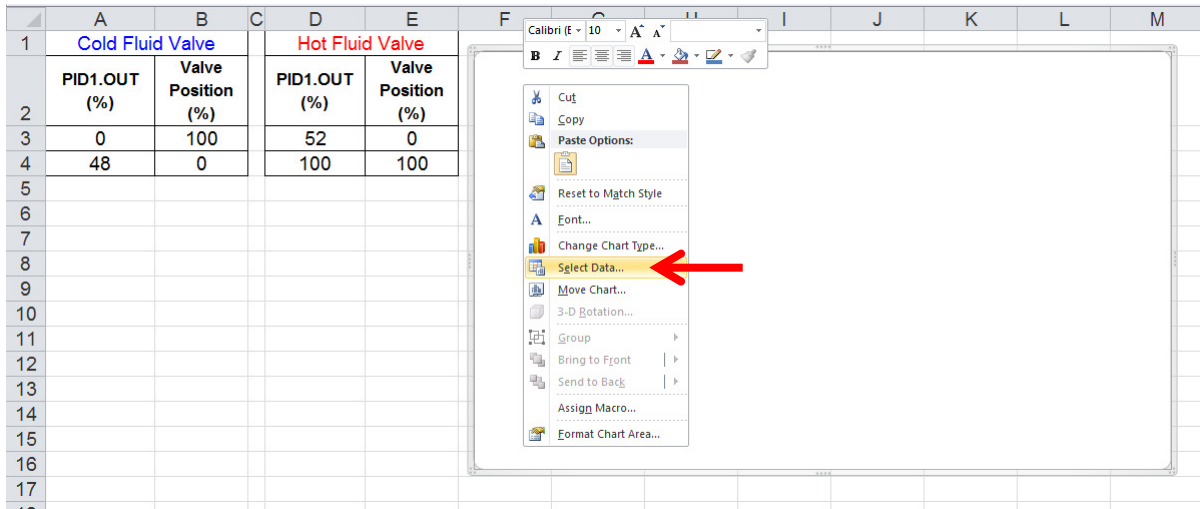 A B C D E F G H I J K L M
1 Cold Fluid Valve Hot Fluid Valve
2 PID1.OUT (%) Valve Position (%) PID1.OUT (%) Valve Position (%)
3 0 100 52 0
4 48 0 100 100
5
6
7
8
9
10
11
12
13
14
15
16
17
Calibri (E 10 A A
B I A
Cut
Copy
Paste Options:
Reset to Match Style
A Font...
Change Chart Type...
Select Data...
Move Chart...
3-D Rotation...
Group
Bring to Front
Send to Back
Assign Macro...
Format Chart Area...